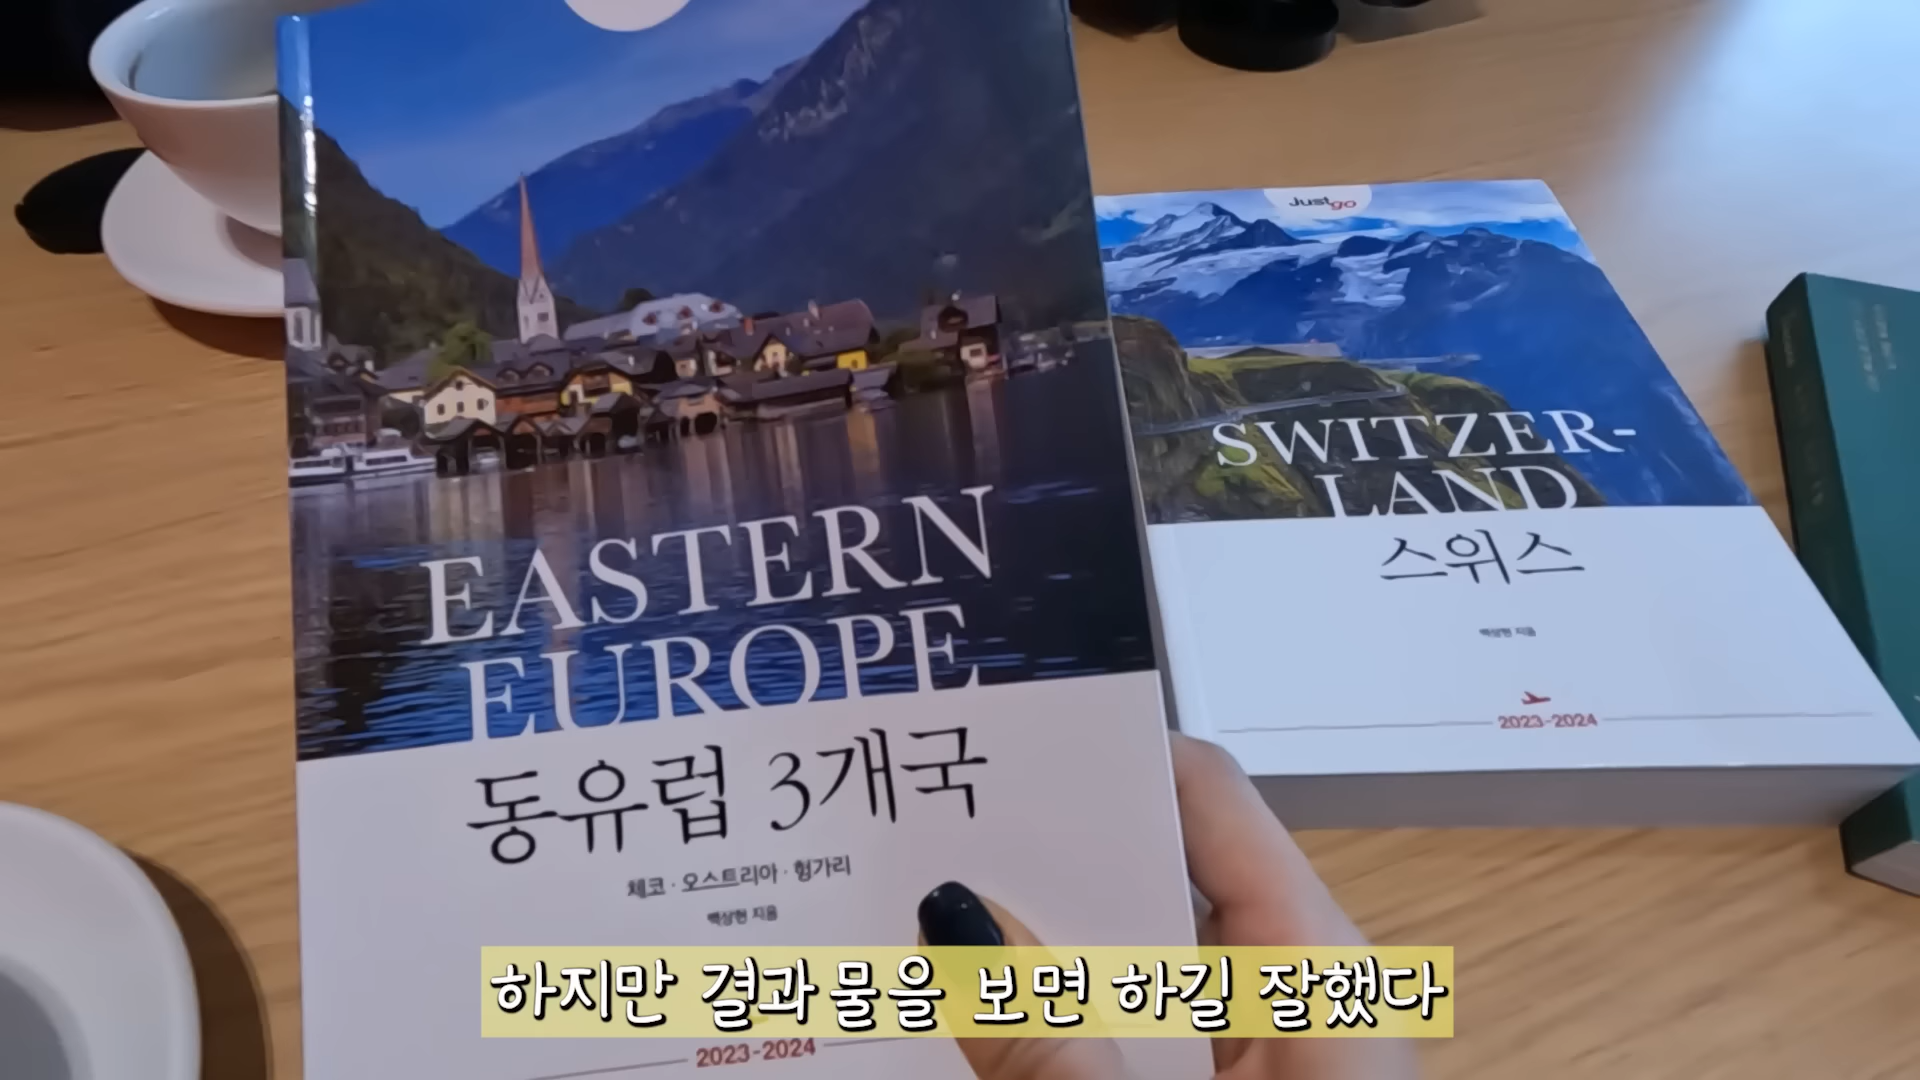 EASTERN
EUROPE
동유럽 3개국
체코 · 오스트리아 · 헝가리
백상현 지음
2023-2024
Just go
SWITZER-
LAND
스위스
백상현 지음
2023-2024
하지만 결과물을 보면 하길 잘했다